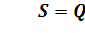 S = Q